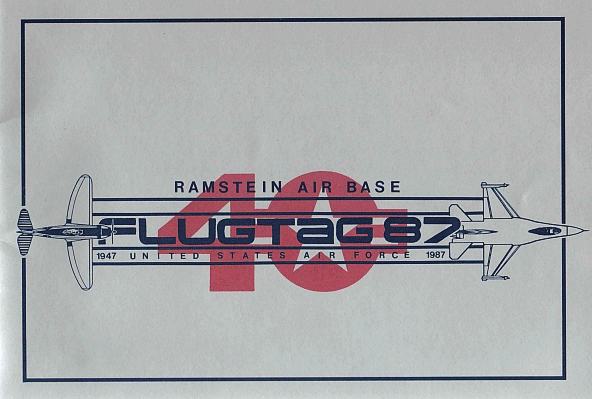 RAMSTEIN AIR BASE
40
FLUGTAG 87
1947 UNITED STATES AIR FORCE 1987